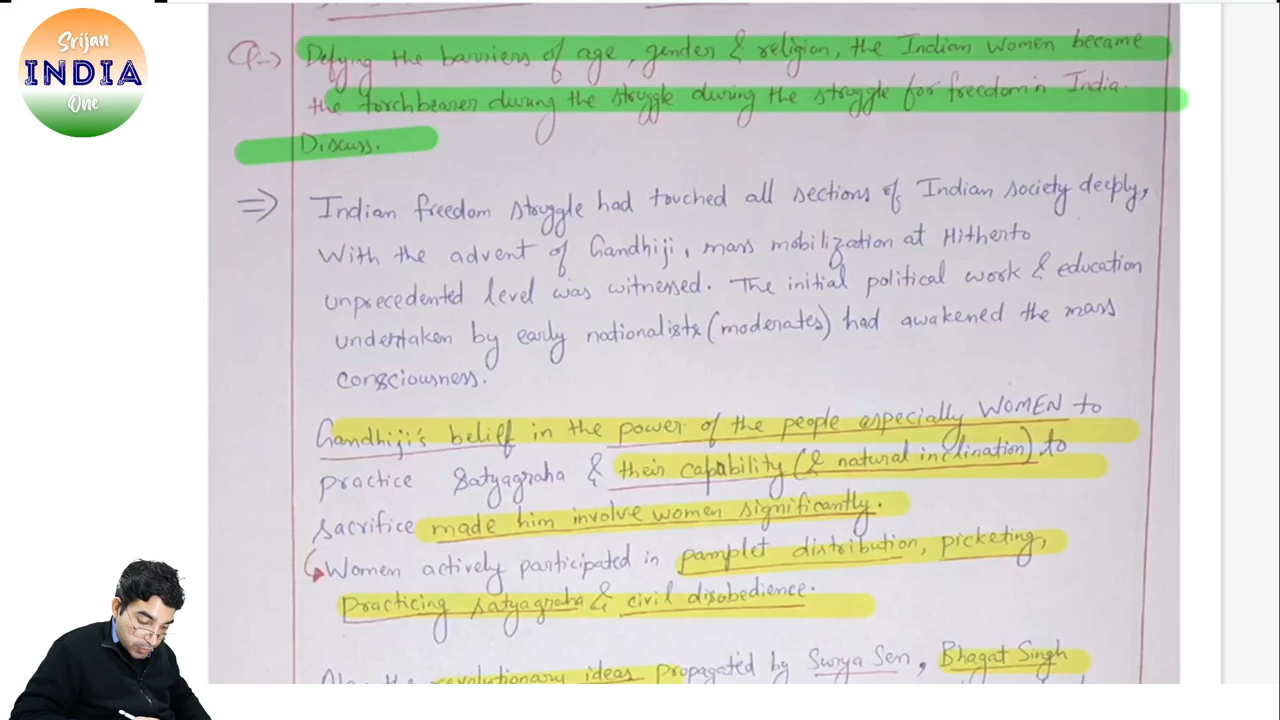 Srijan
INDIA
One
Q-> Defying the barriers of age, gender & religion, the Indian women became
the torchbearer during the struggle during the struggle for freedom in India.
Discuss.
⇒ Indian freedom struggle had touched all sections of Indian society deeply,
With the advent of Gandhiji, mass mobilization at Hitherto
unprecedented level was witnessed. The initial political work & education
undertaken by early nationalists (moderates) had awakened the mass
consciousness.
Gandhiji's belief in the power of the people especially WOMEN to
practice Satyagraha & their capability (& natural inclination) to
sacrifice made him involve women significantly.
Women actively participated in pamplet distribution, picketing,
Practicing satyagraha & civil disobedience.
Also the revolutionary ideas propagated by Surya Sen, Bhagat Singh